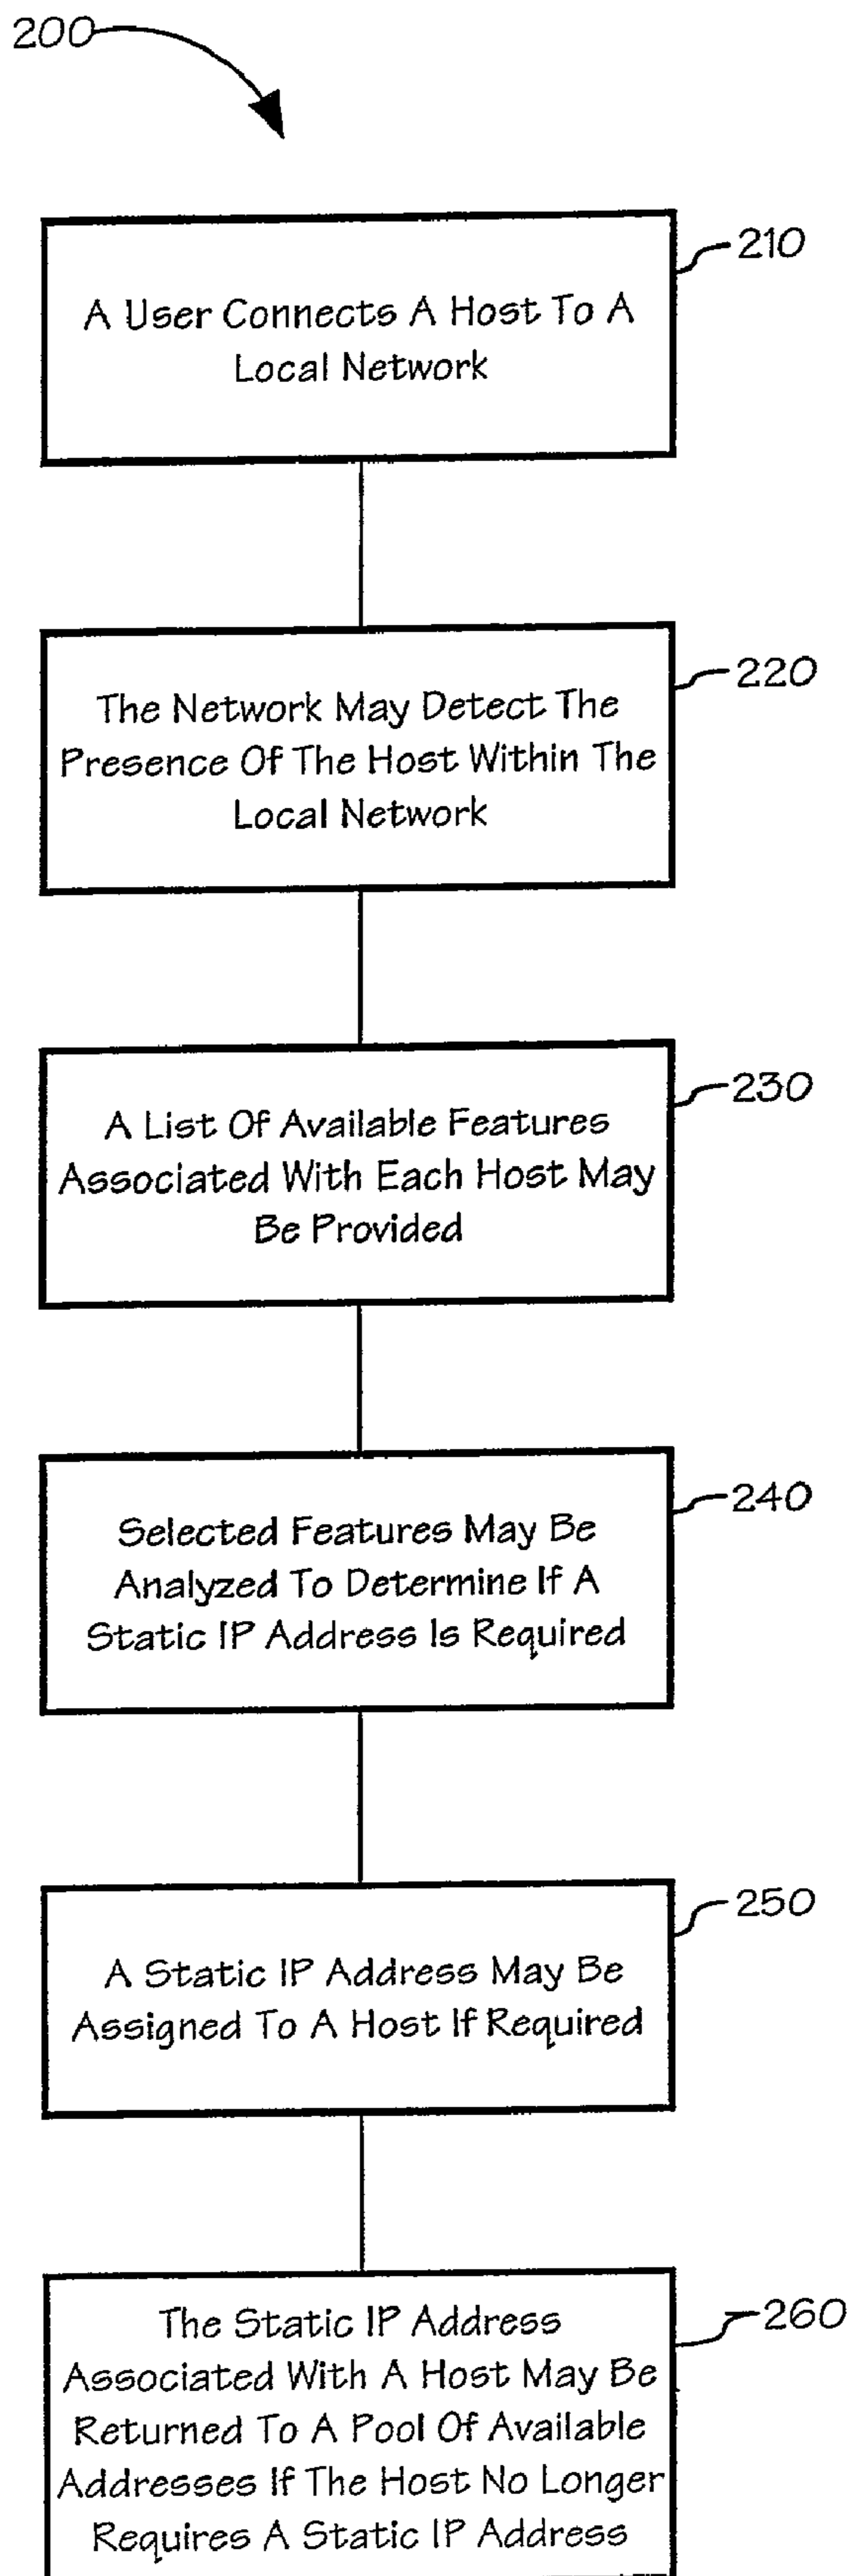 200
210
A User Connects A Host To A
Local Network
220
The Network May Detect The
Presence Of The Host Within The
Local Network
230
A List Of Available Features
Associated With Each Host May
Be Provided
240
Selected Features May Be
Analyzed To Determine If A
Static IP Address Is Required
250
A Static IP Address May Be
Assigned To A Host If Required
260
The Static IP Address
Associated With A Host May Be
Returned To A Pool Of Available
Addresses If The Host No Longer
Requires A Static IP Address